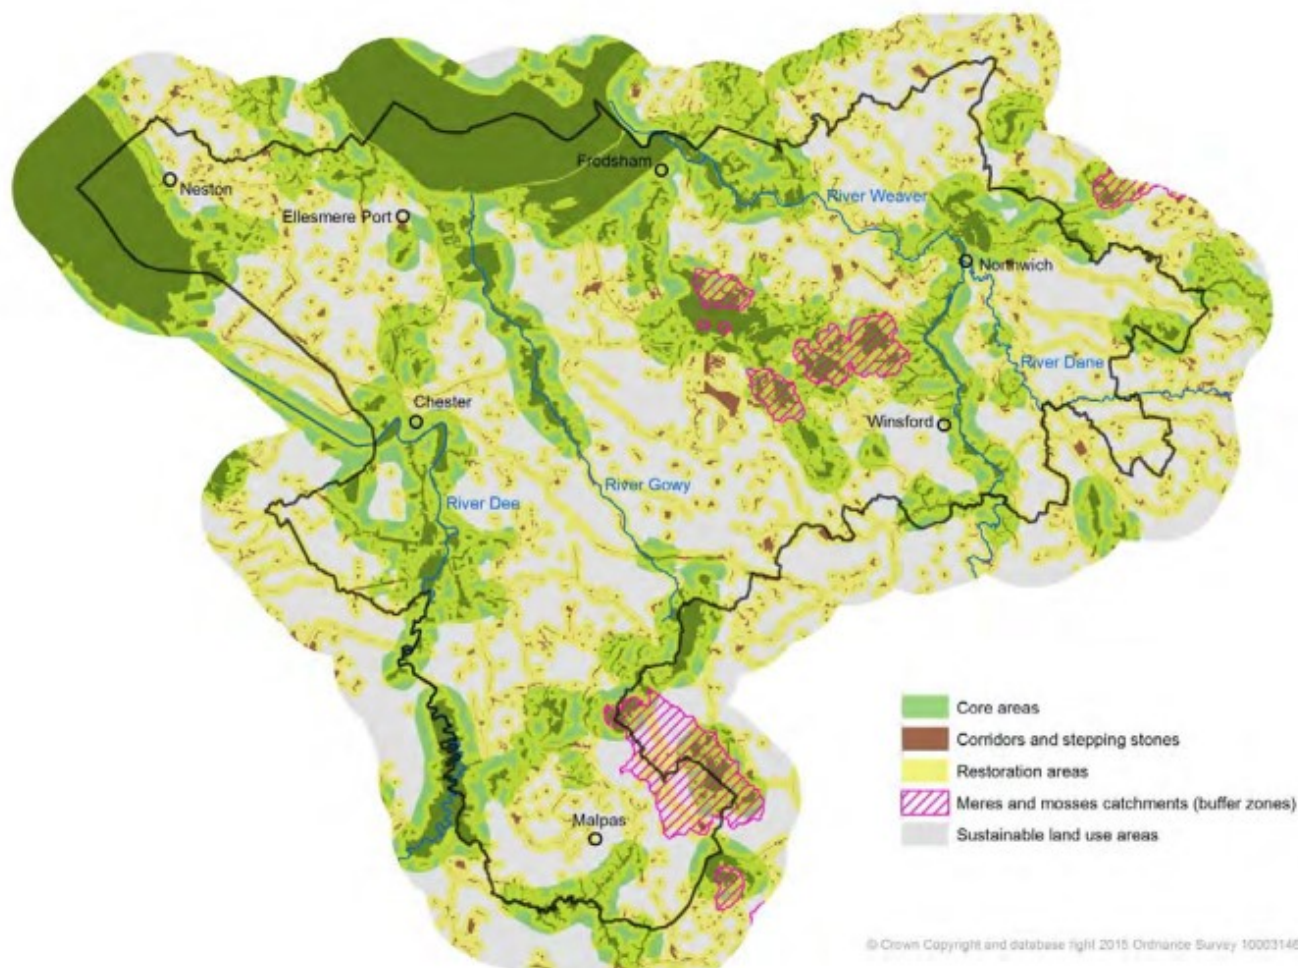 Frodsham
Neston
River Weaver
Ellesmere Port
Northwich
River Dane
Chester
Winsford
River Gowy
River Dee
Core areas
Corridors and stepping stones
Restoration areas
Meres and mosses catchments (buffer zones)
Malpas
Sustainable land use areas
© Crown Copyright and database right 2015 Ordnance Survey 10003146